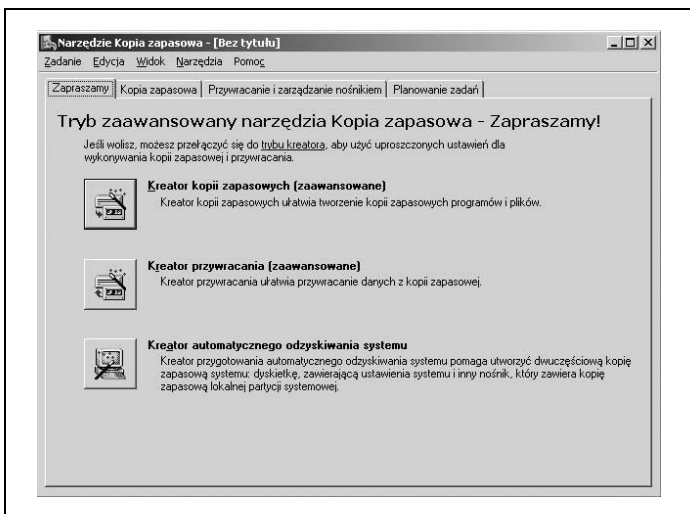 Narzędzie Kopia zapasowa - [Bez tytułu]
Zadanie Edycja Widok Narzędzia Pomoc
Zapraszamy Kopia zapasowa Przywracanie i zarządzanie nośnikiem Planowanie zadań
Tryb zaawansowany narzędzia Kopia zapasowa - Zapraszamy!
Jeśli wolisz, możesz przełączyć się do trybu kreatora, aby użyć uproszczonych ustawień dla
wykonywania kopii zapasowej i przywracania.
Kreator kopii zapasowych (zaawansowane)
Kreator kopii zapasowych ułatwia tworzenie kopii zapasowych programów i plików.
Kreator przywracania (zaawansowane)
Kreator przywracania ułatwia przywracanie danych z kopii zapasowej.
Kreator automatycznego odzyskiwania systemu
Kreator przygotowania automatycznego odzyskiwania systemu pomaga utworzyć dwuczęściową kopię
zapasową systemu: dyskietkę, zawierającą ustawienia systemu i inny nośnik, który zawiera kopię
zapasową lokalnej partycji systemowej.